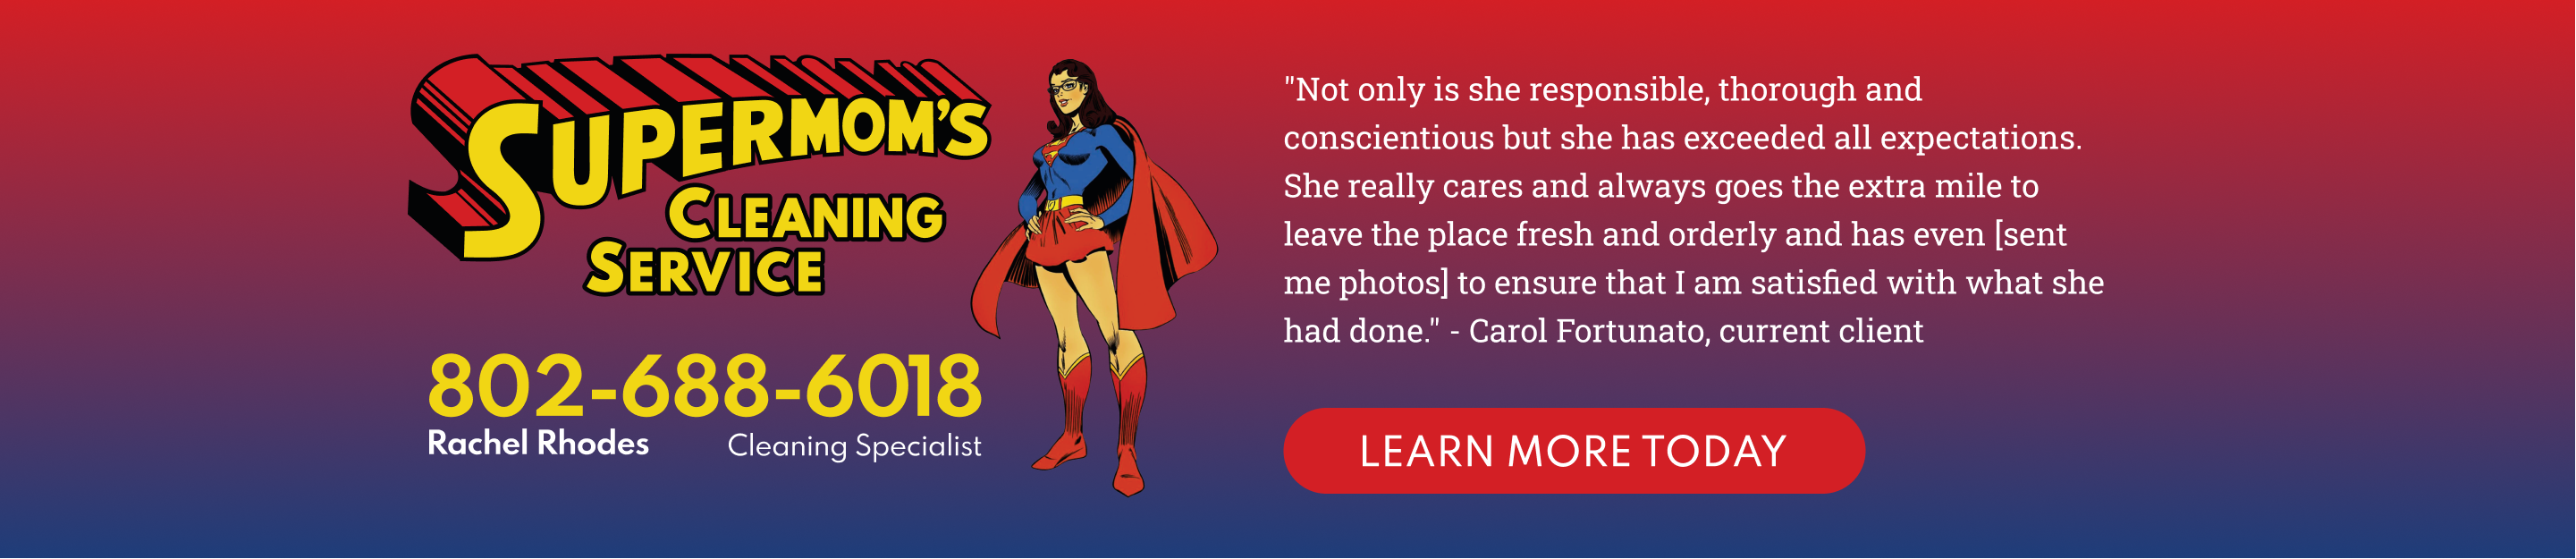 SUPERMOM'S
CLEANING
SERVICE
802-688-6018
Rachel Rhodes Cleaning Specialist
"Not only is she responsible, thorough and
conscientious but she has exceeded all expectations.
She really cares and always goes the extra mile to
leave the place fresh and orderly and has even [sent
me photos] to ensure that I am satisfied with what she
had done." - Carol Fortunato, current client
LEARN MORE TODAY